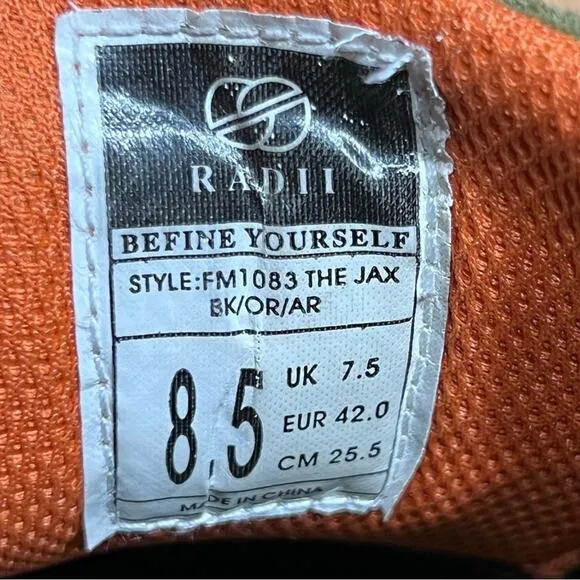 RADII
BEFINE YOURSELF
STYLE:FM1083 THE JAX
BK/OR/AR
8.5
UK 7.5
EUR 42.0
CM 25.5
MADE IN CHINA